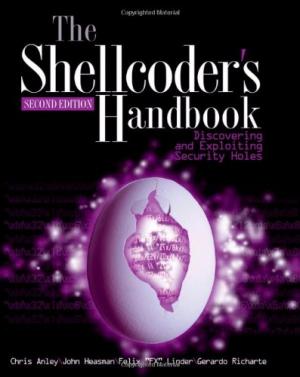 The
Shellcoder's
SECOND EDITION
Handbook
Discovering
and Exploiting
Security Holes
Chris Anley\John Heasman\Felix "FX" Linder\Gerardo Richarte